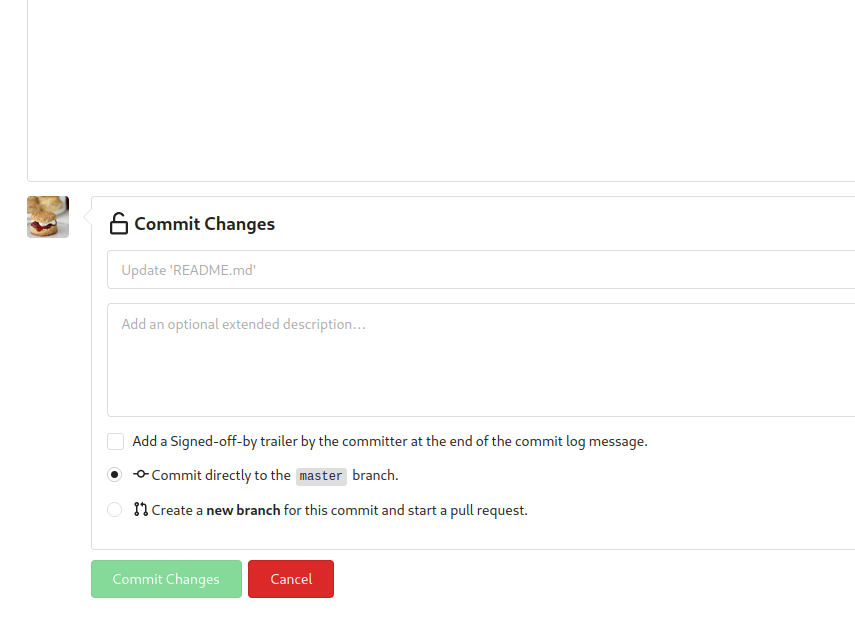 Commit Changes
Update 'README.md'
Add an optional extended description...
Add a Signed-off-by trailer by the committer at the end of the commit log message.
Commit directly to the master branch.
Create a new branch for this commit and start a pull request.
Commit Changes Cancel